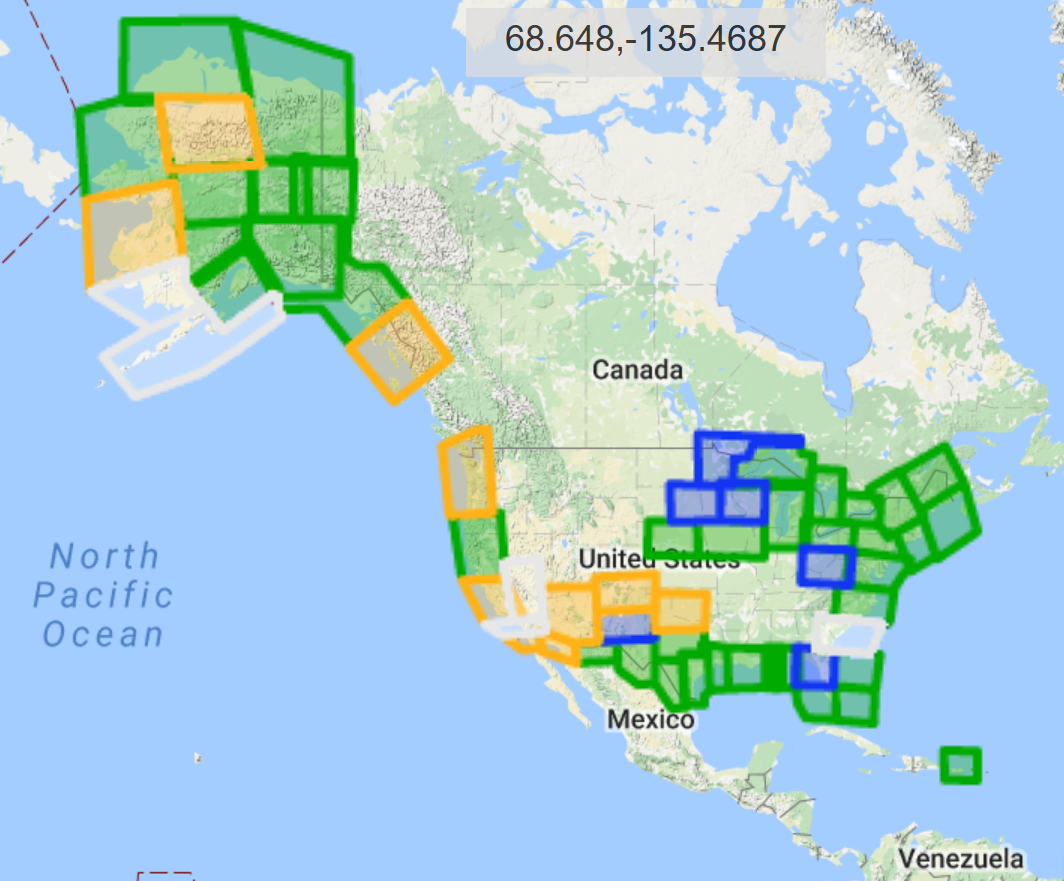 68.648,-135.4687
Canada
North
Pacific
Ocean
United States
Mexico
Venezuela